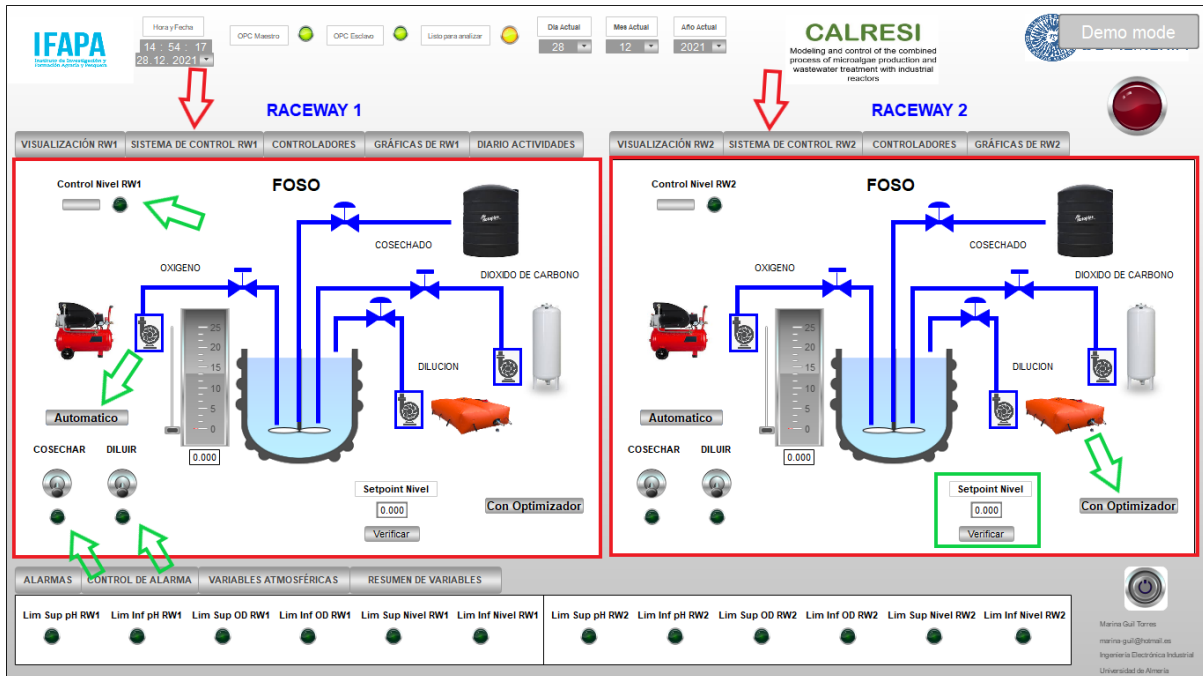 IFAPA
Instituto de Investigación y
Formación Agraria y Pesquera
Hora y Fecha
14 : 54 : 17
28. 12. 2021
OPC Maestro
OPC Esclavo
Listo para analizar
Día Actual
28
Mes Actual
12
Año Actual
2021
CALRESI
Modeling and control of the combined
process of microalgae production and
wastewater treatment with industrial
reactors
Demo mode
RACEWAY 1
RACEWAY 2
VISUALIZACIÓN RW1
SISTEMA DE CONTROL RW1
CONTROLADORES
GRÁFICAS DE RW1
DIARIO ACTIVIDADES
VISUALIZACIÓN RW2
SISTEMA DE CONTROL RW2
CONTROLADORES
GRÁFICAS DE RW2
Control Nivel RW1
FOSO
COSECHADO
OXIGENO
DIOXIDO DE CARBONO
25
20
15
10
5
0
DILUCION
Automatico
COSECHAR
DILUIR
0.000
Setpoint Nivel
0.000
Verificar
Con Optimizador
Control Nivel RW2
FOSO
COSECHADO
OXIGENO
DIOXIDO DE CARBONO
25
20
15
10
5
0
DILUCION
Automatico
COSECHAR
DILUIR
0.000
Setpoint Nivel
0.000
Verificar
Con Optimizador
ALARMAS
CONTROL DE ALARMA
VARIABLES ATMOSFÉRICAS
RESUMEN DE VARIABLES
Lim Sup pH RW1
Lim Inf pH RW1
Lim Sup OD RW1
Lim Inf OD RW1
Lim Sup Nivel RW1
Lim Inf Nivel RW1
Lim Sup pH RW2
Lim Inf pH RW2
Lim Sup OD RW2
Lim Inf OD RW2
Lim Sup Nivel RW2
Lim Inf Nivel RW2
Marina Guil Torres
marina-guil@hotmail.es
Ingeniería Electrónica Industrial
Universidad de Almería